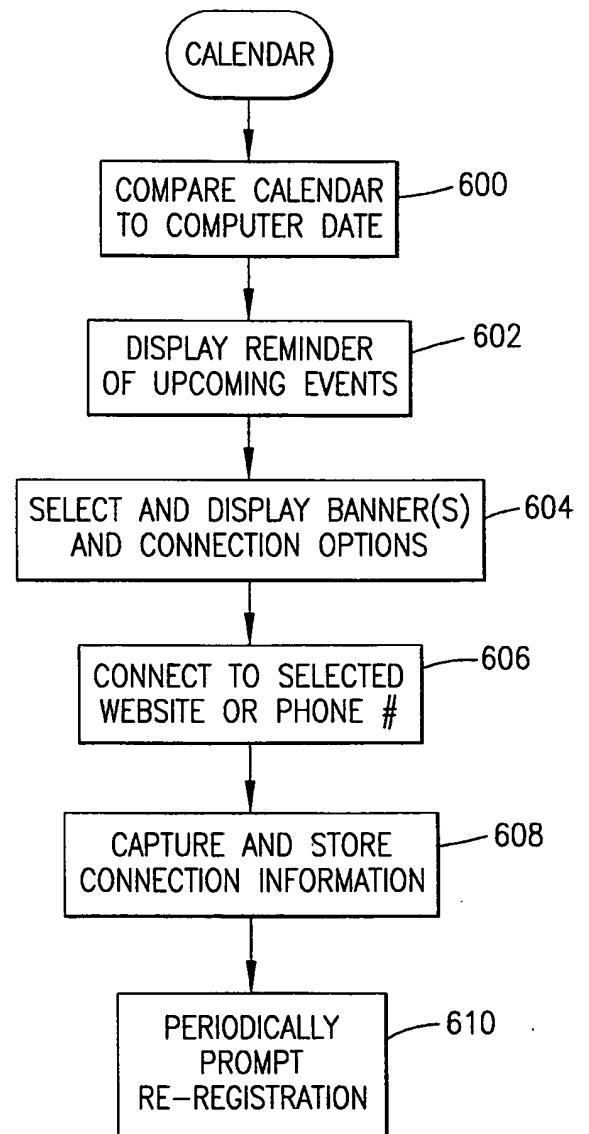 CALENDAR
COMPARE CALENDAR
TO COMPUTER DATE
600
DISPLAY REMINDER
OF UPCOMING EVENTS
602
SELECT AND DISPLAY BANNER(S)
AND CONNECTION OPTIONS
604
CONNECT TO SELECTED
WEBSITE OR PHONE #
606
CAPTURE AND STORE
CONNECTION INFORMATION
608
PERIODICALLY
PROMPT
RE-REGISTRATION
610